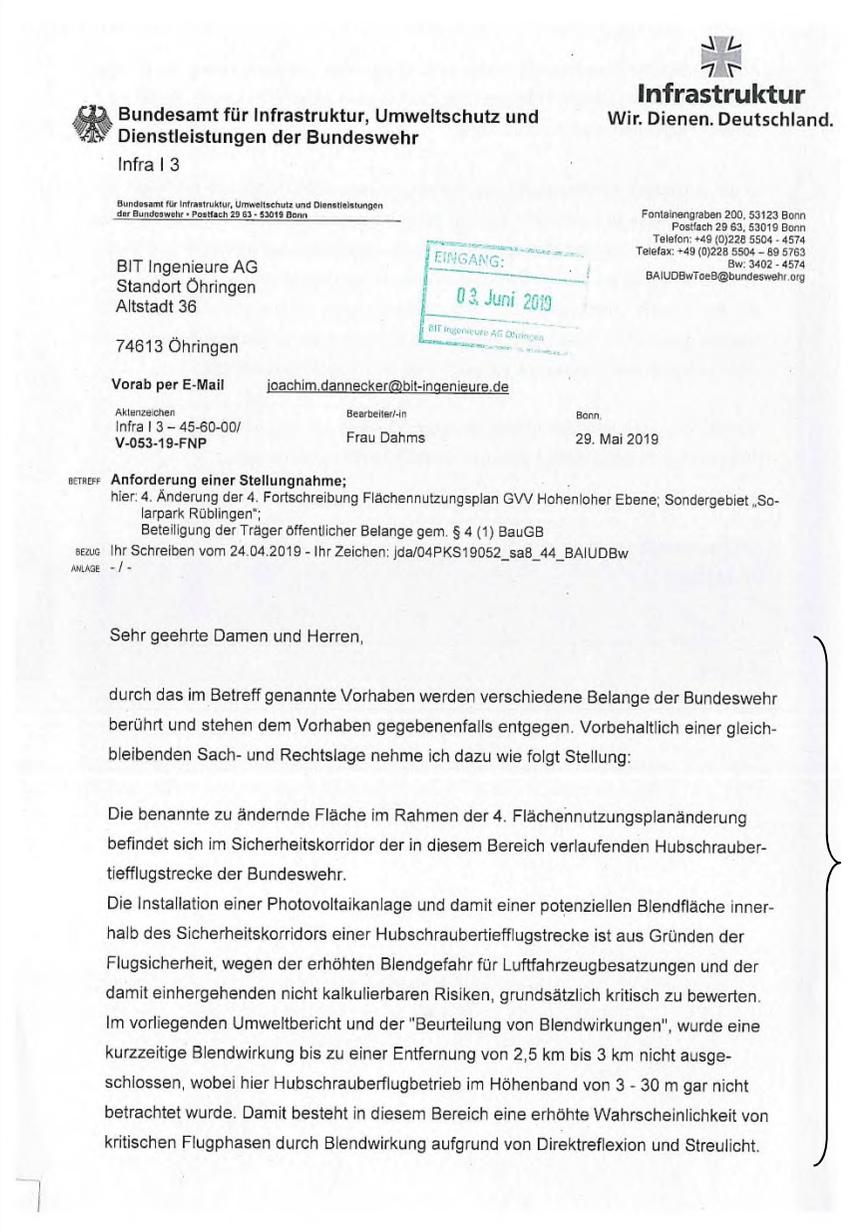 Infrastruktur
Wir. Dienen. Deutschland.
Bundesamt für Infrastruktur, Umweltschutz und
Dienstleistungen der Bundeswehr
Infra I 3
Bundesamt für Infrastruktur, Umweltschutz und Dienstleistungen
der Bundeswehr • Postfach 29 63 • 53019 Bonn
Fontainengraben 200, 53123 Bonn
Postfach 29 63, 53019 Bonn
Telefon: +49 (0)228 5504 - 4574
Telefax: +49 (0)228 5504 – 89 5763
Bw: 3402 - 4574
BAIUDBwToeB@bundeswehr.org
BIT Ingenieure AG
Standort Öhringen
Altstadt 36
74613 Öhringen
EINGANG:
03. Juni 2019
BIT Ingenieure AG Öhringen
Vorab per E-Mail joachim.dannecker@bit-ingenieure.de
Aktenzeichen
Infra I 3 – 45-60-00/
V-053-19-FNP
Bearbeiter/-in
Frau Dahms
Bonn,
29. Mai 2019
BETREFF Anforderung einer Stellungnahme;
hier: 4. Änderung der 4. Fortschreibung Flächennutzungsplan GVV Hohenloher Ebene; Sondergebiet „So-
larpark Rüblingen“;
Beteiligung der Träger öffentlicher Belange gem. § 4 (1) BauGB
BEZUG Ihr Schreiben vom 24.04.2019 - Ihr Zeichen: jda/04PKS19052_sa8_44_BAIUDBw
ANLAGE - / -
Sehr geehrte Damen und Herren,
durch das im Betreff genannte Vorhaben werden verschiedene Belange der Bundeswehr
berührt und stehen dem Vorhaben gegebenenfalls entgegen. Vorbehaltlich einer gleich-
bleibenden Sach- und Rechtslage nehme ich dazu wie folgt Stellung:
Die benannte zu ändernde Fläche im Rahmen der 4. Flächennutzungsplanänderung
befindet sich im Sicherheitskorridor der in diesem Bereich verlaufenden Hubschrauber-
tiefflugstrecke der Bundeswehr.
Die Installation einer Photovoltaikanlage und damit einer potenziellen Blendfläche inner-
halb des Sicherheitskorridors einer Hubschraubertiefflugstrecke ist aus Gründen der
Flugsicherheit, wegen der erhöhten Blendgefahr für Luftfahrzeugbesatzungen und der
damit einhergehenden nicht kalkulierbaren Risiken, grundsätzlich kritisch zu bewerten.
Im vorliegenden Umweltbericht und der "Beurteilung von Blendwirkungen", wurde eine
kurzzeitige Blendwirkung bis zu einer Entfernung von 2,5 km bis 3 km nicht ausge-
schlossen, wobei hier Hubschrauberflugbetrieb im Höhenband von 3 - 30 m gar nicht
betrachtet wurde. Damit besteht in diesem Bereich eine erhöhte Wahrscheinlichkeit von
kritischen Flugphasen durch Blendwirkung aufgrund von Direktreflexion und Streulicht.